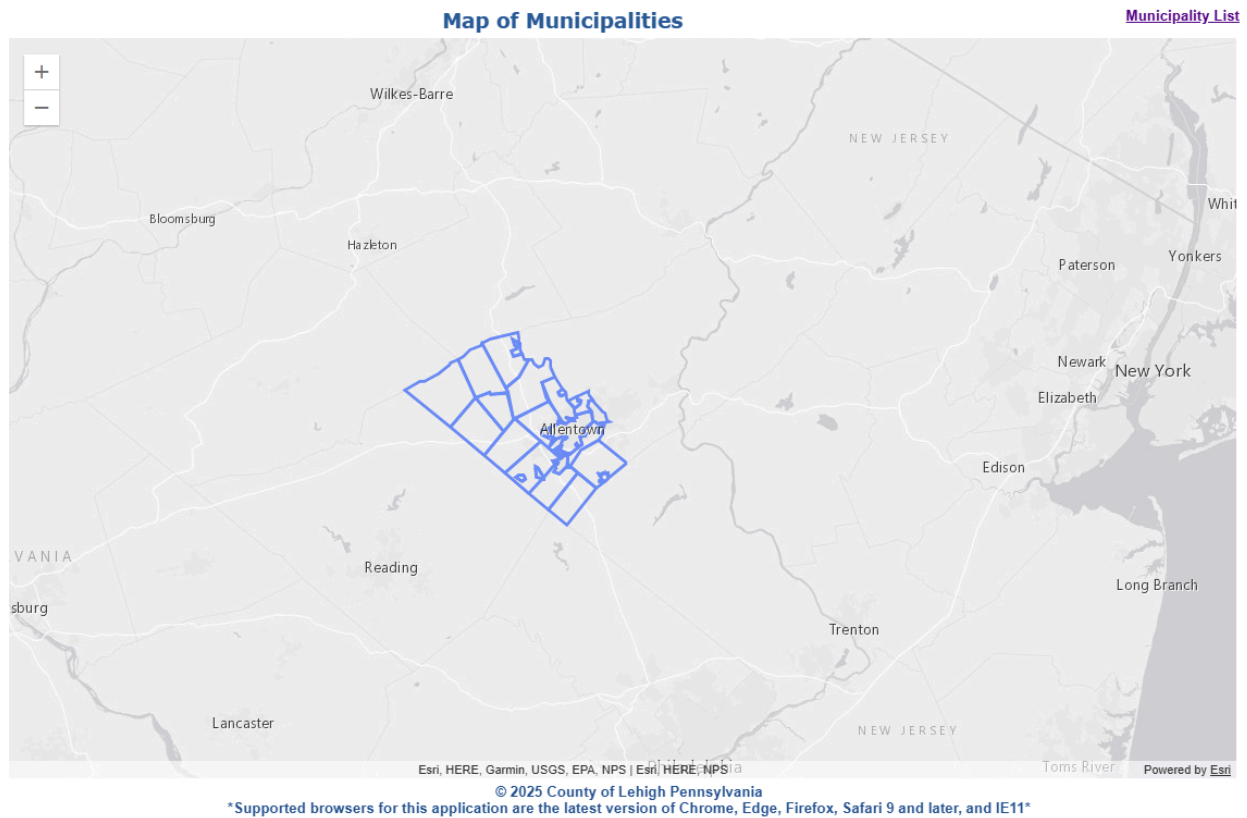 Map of Municipalities
Municipality List
+
Wilkes-Barre
−
NEW JERSEY
Whit
Bloomsburg
Hazleton
Yonkers
Paterson
Newark
New York
Elizabeth
Allentown
Edison
VANIA
Reading
Long Branch
sburg
Trenton
Lancaster
NEW JERSEY
Philadelphia
Toms River
Esri, HERE, Garmin, USGS, EPA, NPS | Esri, HERE, NPS
Powered by Esri
© 2025 County of Lehigh Pennsylvania
*Supported browsers for this application are the latest version of Chrome, Edge, Firefox, Safari 9 and later, and IE11*